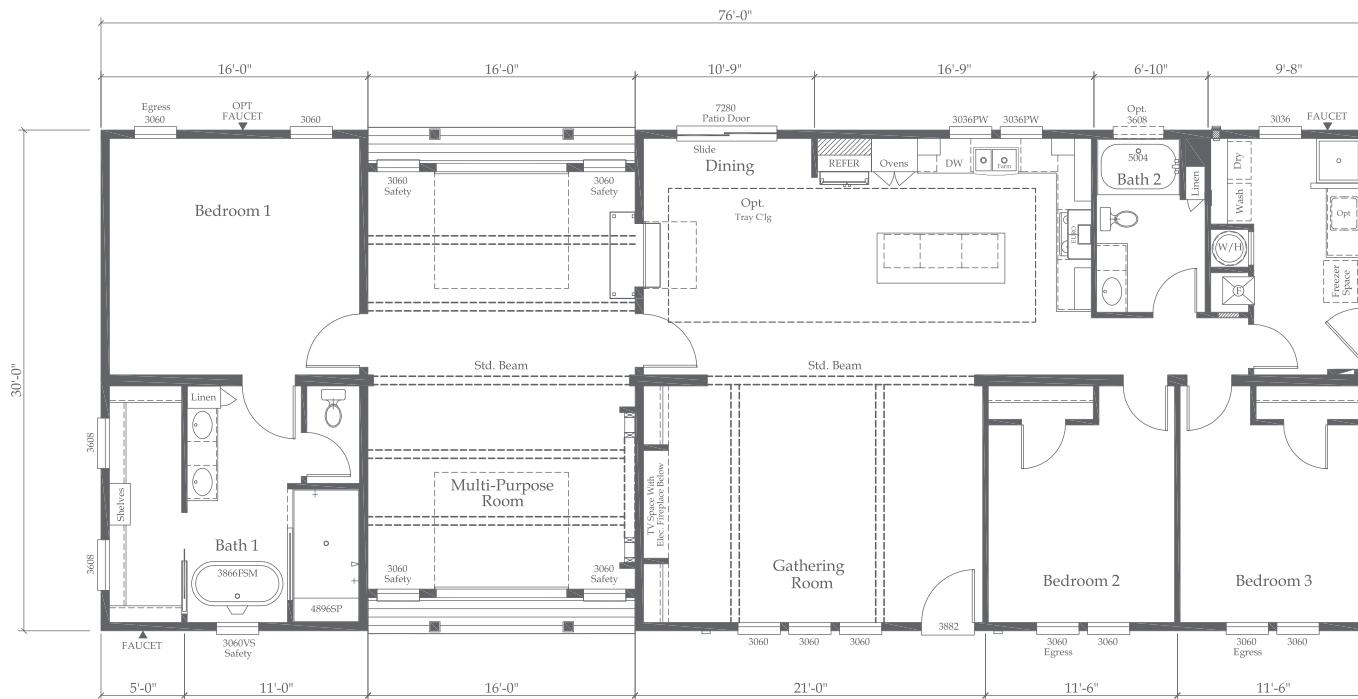 76'-0"
16'-0"
16'-0"
10'-9"
16'-9"
6'-10"
9'-8"
Egress
3060
OPT
FAUCET
3060
7280
Patio Door
Slide
3036PW
3036PW
Opt.
3608
3036
FAUCET
3060
Safety
3060
Safety
Dining
REFER
Ovens
DW
Farm
5004
Bath 2
Linen
Dry
Wash
Opt
Bedroom 1
Opt.
Tray C'lg
EURO
W/H
F
Freezer
Space
30'-0"
Std. Beam
Std. Beam
Linen
3608
Shelves
3608
Bath 1
3866FSM
4896SP
Multi-Purpose
Room
TV Space With
Elec. Fireplace Below
Gathering
Room
Bedroom 2
Bedroom 3
3060
Safety
3060
Safety
3882
FAUCET
3060VS
Safety
3060
3060
3060
3060
Egress
3060
3060
Egress
3060
5'-0"
11'-0"
16'-0"
21'-0"
11'-6"
11'-6"